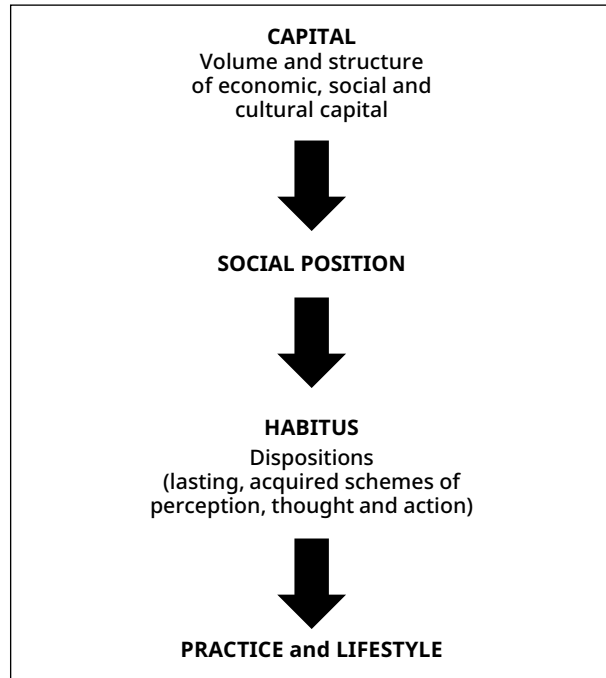 CAPITAL
Volume and structure
of economic, social and
cultural capital
SOCIAL POSITION
HABITUS
Dispositions
(lasting, acquired schemes of
perception, thought and action)
PRACTICE and LIFESTYLE